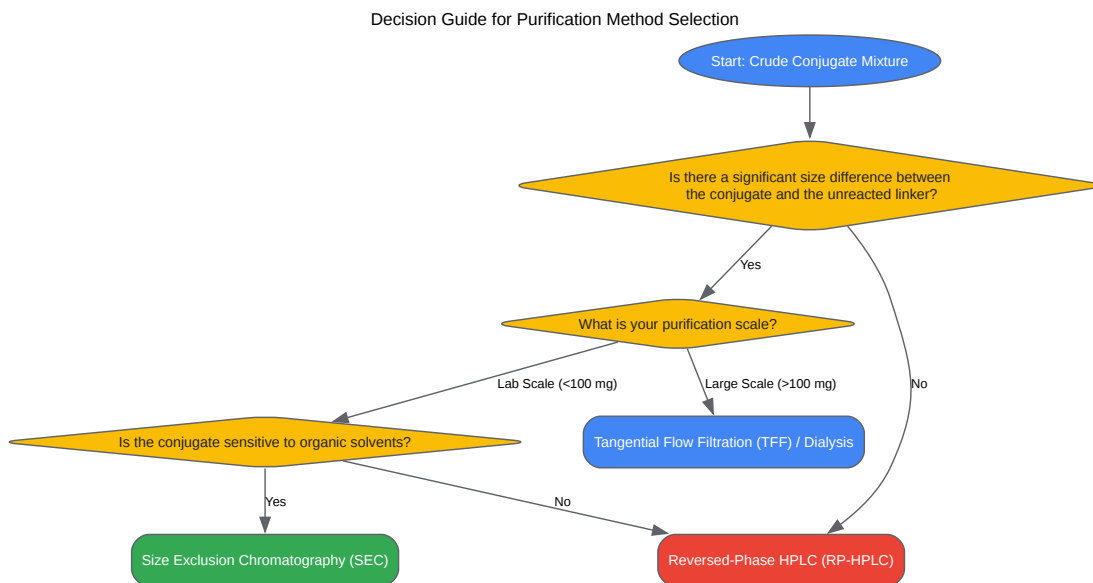 Decision Guide for Purification Method Selection
Start: Crude Conjugate Mixture
Is there a significant size difference between
the conjugate and the unreacted linker?
Yes
What is your purification scale?
Lab Scale (<100 mg)
Large Scale (>100 mg)
No
Is the conjugate sensitive to organic solvents?
Tangential Flow Filtration (TFF) / Dialysis
Yes
No
Size Exclusion Chromatography (SEC)
Reversed-Phase HPLC (RP-HPLC)